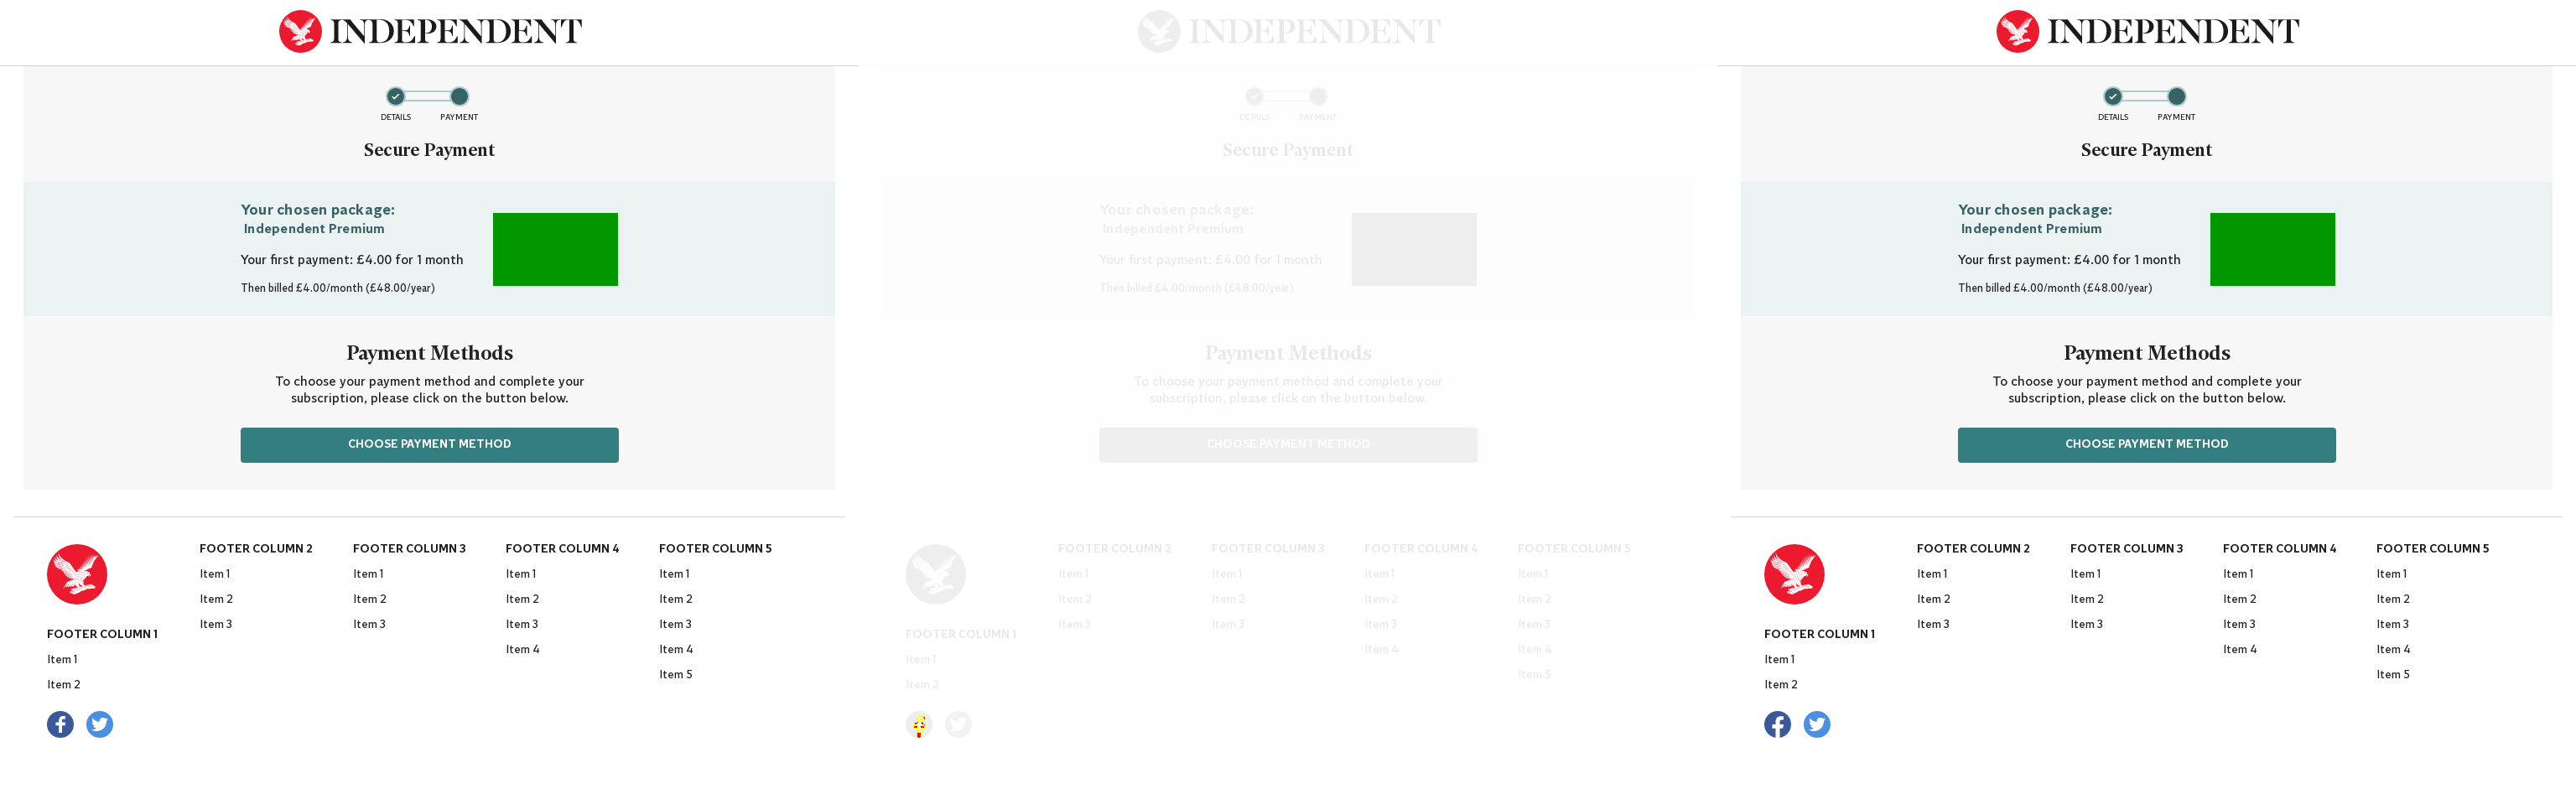 INDEPENDENT
DETAILS PAYMENT
Secure Payment
Your chosen package:
Independent Premium
Your first payment: £4.00 for 1 month
Then billed £4.00/month (£48.00/year)
Payment Methods
To choose your payment method and complete your
subscription, please click on the button below.
CHOOSE PAYMENT METHOD
FOOTER COLUMN 1
Item 1
Item 2
FOOTER COLUMN 2
Item 1
Item 2
Item 3
FOOTER COLUMN 3
Item 1
Item 2
Item 3
FOOTER COLUMN 4
Item 1
Item 2
Item 3
Item 4
FOOTER COLUMN 5
Item 1
Item 2
Item 3
Item 4
Item 5
INDEPENDENT
DETAILS PAYMENT
Secure Payment
Your chosen package:
Independent Premium
Your first payment: £4.00 for 1 month
Then billed £4.00/month (£48.00/year)
Payment Methods
To choose your payment method and complete your
subscription, please click on the button below.
CHOOSE PAYMENT METHOD
FOOTER COLUMN 1
Item 1
Item 2
FOOTER COLUMN 2
Item 1
Item 2
Item 3
FOOTER COLUMN 3
Item 1
Item 2
Item 3
FOOTER COLUMN 4
Item 1
Item 2
Item 3
Item 4
FOOTER COLUMN 5
Item 1
Item 2
Item 3
Item 4
Item 5
INDEPENDENT
DETAILS PAYMENT
Secure Payment
Your chosen package:
Independent Premium
Your first payment: £4.00 for 1 month
Then billed £4.00/month (£48.00/year)
Payment Methods
To choose your payment method and complete your
subscription, please click on the button below.
CHOOSE PAYMENT METHOD
FOOTER COLUMN 1
Item 1
Item 2
FOOTER COLUMN 2
Item 1
Item 2
Item 3
FOOTER COLUMN 3
Item 1
Item 2
Item 3
FOOTER COLUMN 4
Item 1
Item 2
Item 3
Item 4
FOOTER COLUMN 5
Item 1
Item 2
Item 3
Item 4
Item 5